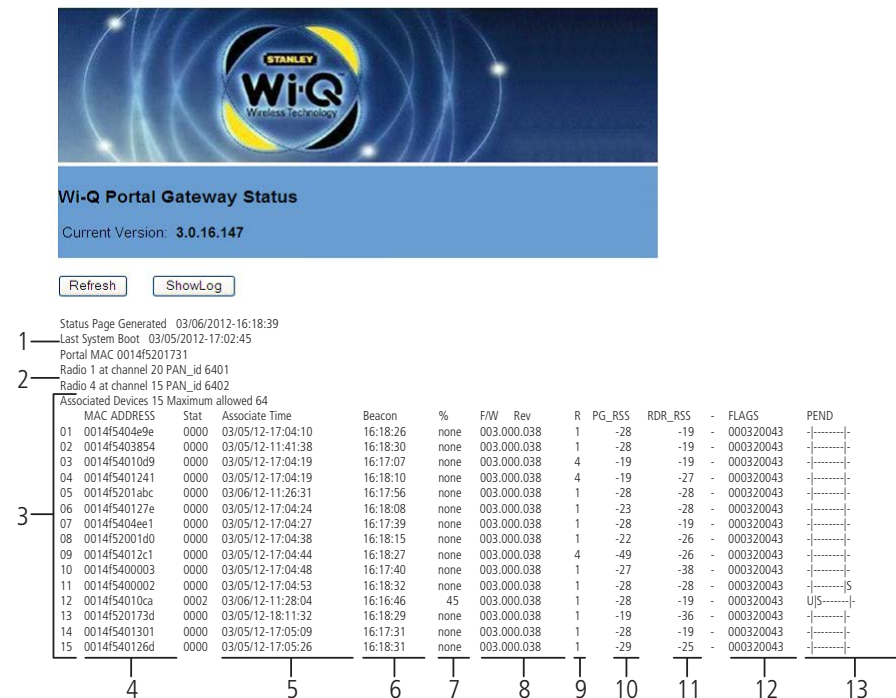 STANLEY
Wi-Q™
Wireless Technology
Wi-Q Portal Gateway Status
Current Version: 3.0.16.147
Refresh ShowLog
Status Page Generated 03/06/2012-16:18:39
1 Last System Boot 03/05/2012-17:02:45
Portal MAC 0014f5201731
Radio 1 at channel 20 PAN_id 6401
2
Radio 4 at channel 15 PAN_id 6402
Associated Devices 15 Maximum allowed 64
MAC ADDRESS Stat Associate Time Beacon % F/W Rev R PG_RSS RDR_RSS - FLAGS PEND
01 0014f5404e9e 0000 03/05/12-17:04:10 16:18:26 none 003.000.038 1 -28 -19 - 000320043 -|--------|-
02 0014f5403854 0000 03/05/12-11:41:38 16:18:30 none 003.000.038 1 -28 -28 - 000320043 -|--------|-
03 0014f54010d9 0000 03/05/12-17:04:19 16:17:07 none 003.000.038 4 -19 -19 - 000320043 -|--------|-
04 0014f5401241 0000 03/05/12-17:04:19 16:18:10 none 003.000.038 4 -19 -27 - 000320043 -|--------|-
05 0014f5201abc 0000 03/06/12-11:26:31 16:17:56 none 003.000.038 1 -28 -28 - 000320043 -|--------|-
06 0014f540127e 0000 03/05/12-17:04:24 16:18:08 none 003.000.038 1 -23 -28 - 000320043 -|--------|-
07 0014f5404ee1 0000 03/05/12-17:04:27 16:17:39 none 003.000.038 1 -28 -19 - 000320043 -|--------|-
08 0014f52001d0 0000 03/05/12-17:04:38 16:18:15 none 003.000.038 1 -22 -26 - 000320043 -|--------|-
3
09 0014f54012c1 0000 03/05/12-17:04:44 16:18:27 none 003.000.038 4 -49 -26 - 000320043 -|--------|-
10 0014f5400003 0000 03/05/12-17:04:48 16:17:40 none 003.000.038 1 -27 -38 - 000320043 -|--------|-
11 0014f5400002 0000 03/05/12-17:04:53 16:18:32 none 003.000.038 1 -28 -28 - 000320043 -|--------|S
12 0014f54010ca 0002 03/06/12-11:28:04 16:16:46 45 003.000.038 1 -28 -19 - 000320043 U|S-------|-
13 0014f520173d 0000 03/05/12-18:11:32 16:18:29 none 003.000.038 1 -19 -36 - 000320043 -|--------|-
14 0014f5401301 0000 03/05/12-17:05:09 16:17:31 none 003.000.038 1 -28 -19 - 000320043 -|--------|-
15 0014f540126d 0000 03/05/12-17:05:26 16:18:31 none 003.000.038 1 -29 -25 - 000320043 -|--------|-
4 5 6 7 8 9 10 11 12 13